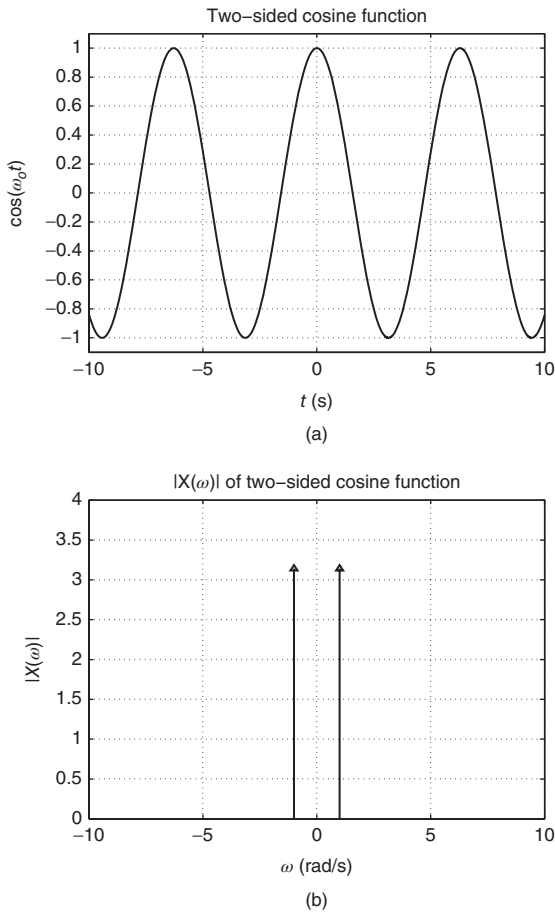 Two−sided cosine function
1
0.8
0.6
0.4
0.2
0
−0.2
−0.4
−0.6
−0.8
−1
cos(ωₒt)
−10 −5 0 5 10
t (s)
(a)
|X(ω)| of two−sided cosine function
4
3.5
3
2.5
2
1.5
1
0.5
0
|X(ω)|
−10 −5 0 5 10
ω (rad/s)
(b)